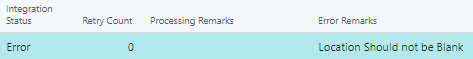 Integration
Status Retry Count Processing Remarks Error Remarks
Error 0 Location Should not be Blank